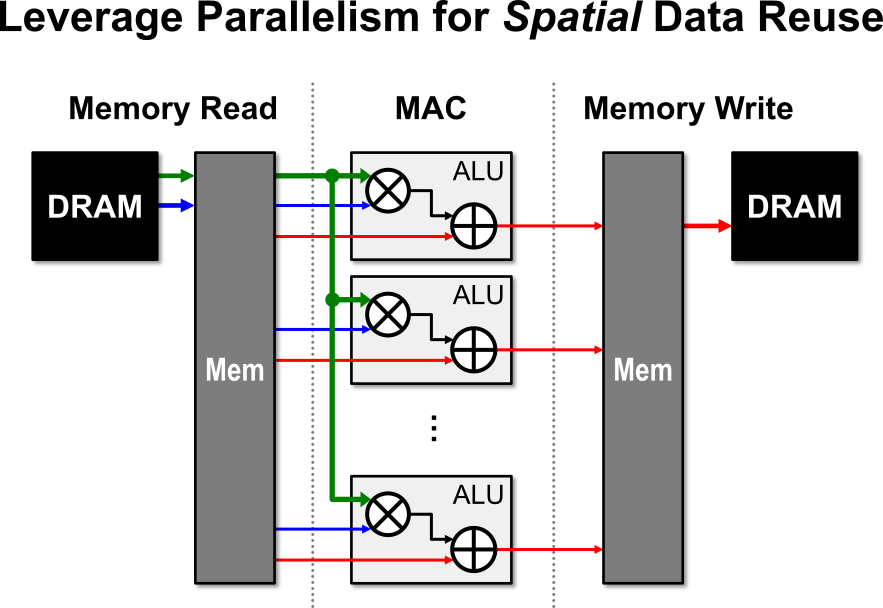 Leverage Parallelism for Spatial Data Reuse
Memory Read
MAC
Memory Write
DRAM
Mem
ALU
ALU
⋮
ALU
Mem
DRAM